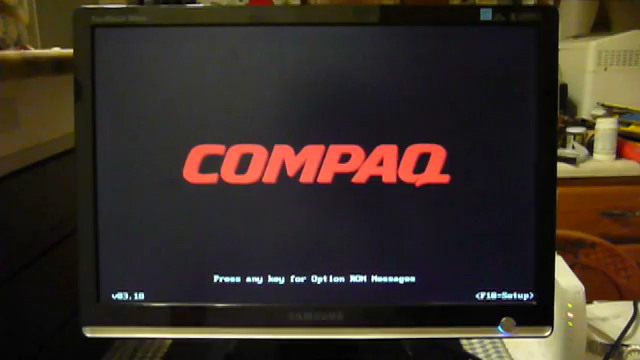 COMPAQ
Press any key for Option ROM Messages
v03.18
<F10=Setup>
SAMSUNG